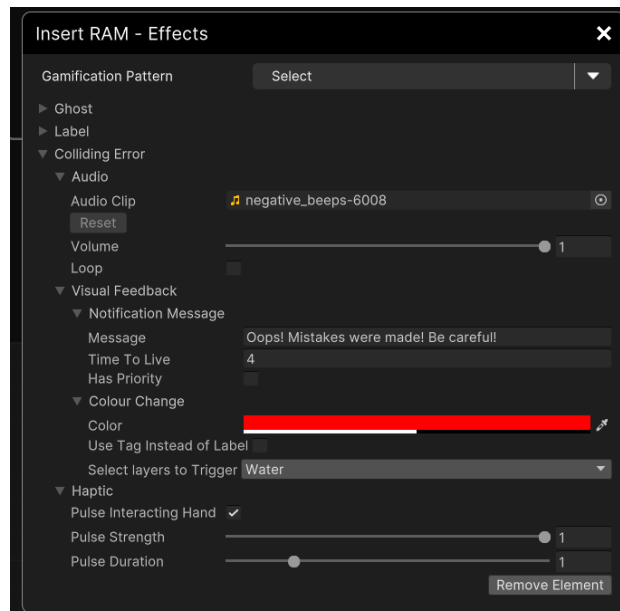 Insert RAM - Effects
Gamification Pattern Select
Ghost
Label
Colliding Error
Audio
Audio Clip negative_beeps-6008
Reset
Volume 1
Loop
Visual Feedback
Notification Message
Message Oops! Mistakes were made! Be careful!
Time To Live 4
Has Priority
Colour Change
Color
Use Tag Instead of Label
Select layers to Trigger Water
Haptic
Pulse Interacting Hand
Pulse Strength 1
Pulse Duration 1
Remove Element